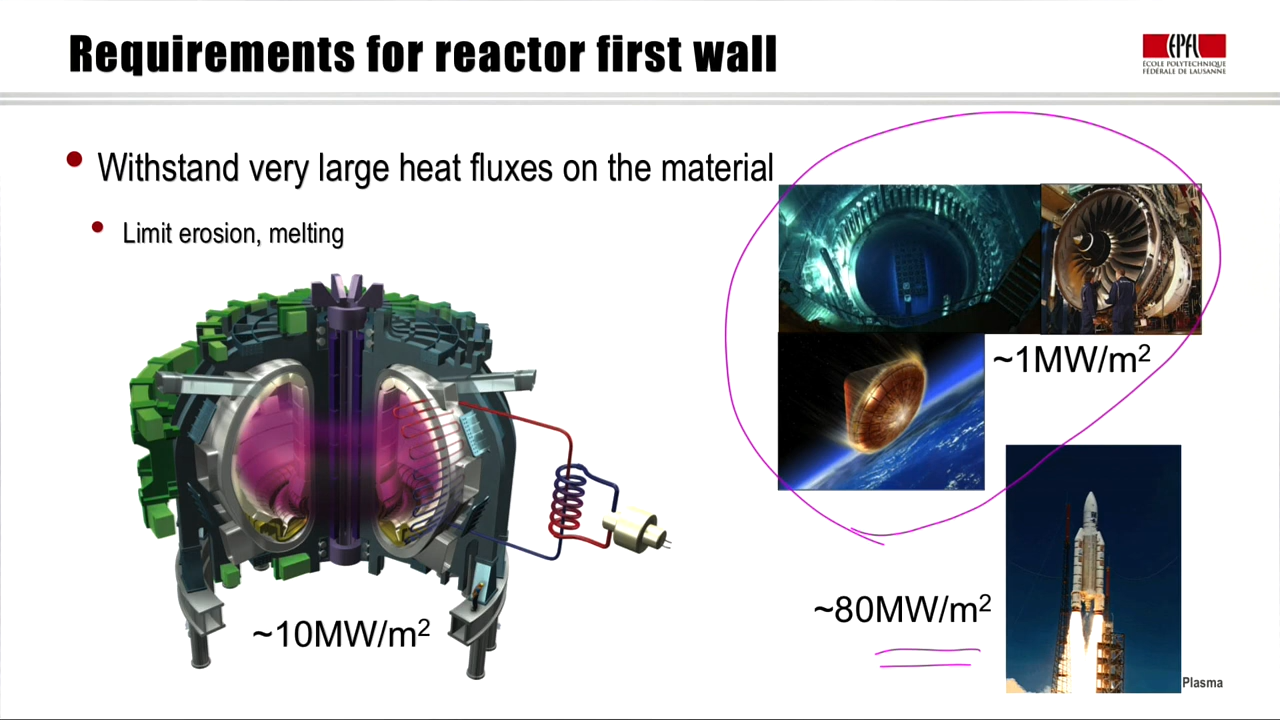 Requirements for reactor first wall
EPFL
ÉCOLE POLYTECHNIQUE
FÉDÉRALE DE LAUSANNE
Withstand very large heat fluxes on the material
Limit erosion, melting
~1MW/m²
~80MW/m²
~10MW/m²
Plasma